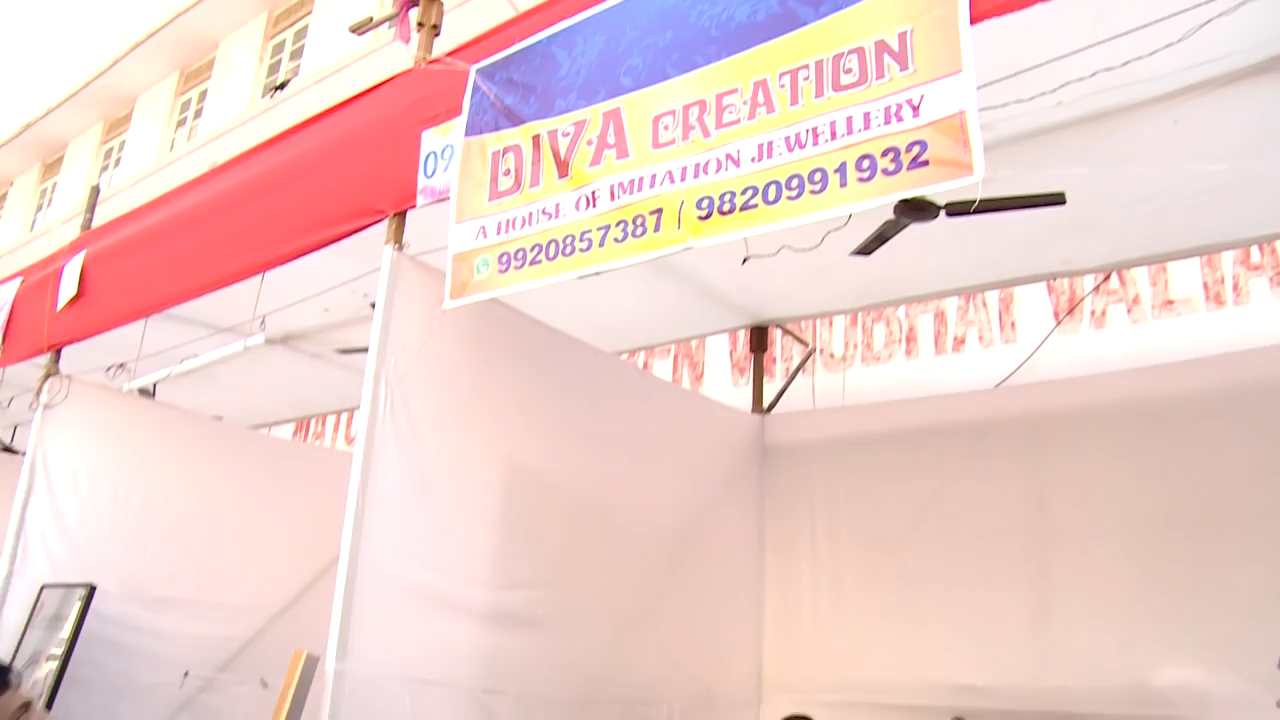 DIVA CREATION
A HOUSE OF IMITATION JEWELLERY
9920857387 / 9820991932
09